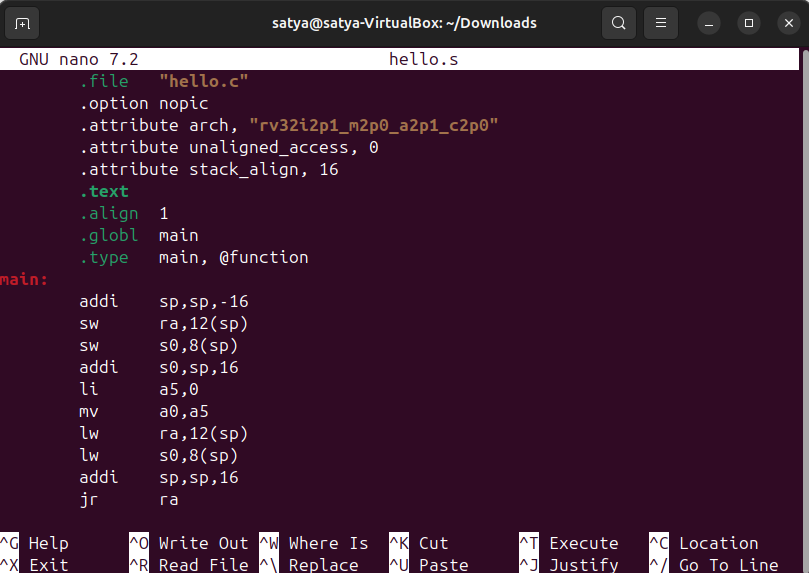 satya@satya-VirtualBox: ~/Downloads
GNU nano 7.2 hello.s
.file "hello.c"
.option nopic
.attribute arch, "rv32i2p1_m2p0_a2p1_c2p0"
.attribute unaligned_access, 0
.attribute stack_align, 16
.text
.align 1
.globl main
.type main, @function
main:
addi sp,sp,-16
sw ra,12(sp)
sw s0,8(sp)
addi s0,sp,16
li a5,0
mv a0,a5
lw ra,12(sp)
lw s0,8(sp)
addi sp,sp,16
jr ra
^G Help ^O Write Out ^W Where Is ^K Cut ^T Execute ^C Location
^X Exit ^R Read File ^\ Replace ^U Paste ^J Justify ^/ Go To Line